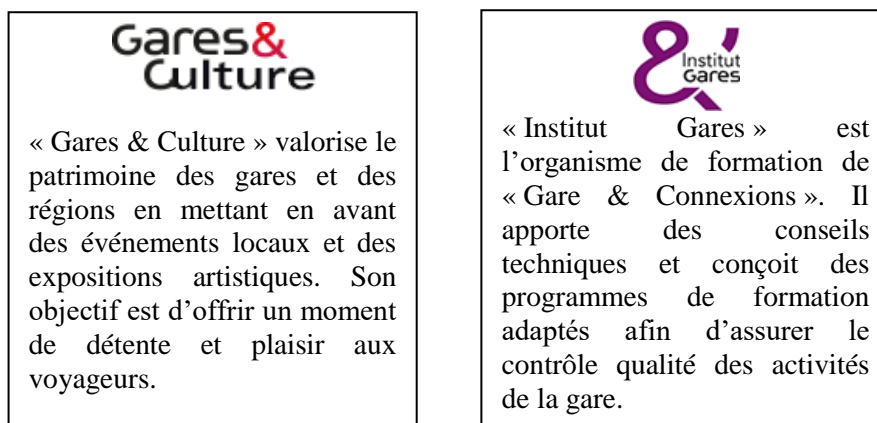 Gares&
Culture
« Gares & Culture » valorise le
patrimoine des gares et des
régions en mettant en avant
des événements locaux et des
expositions artistiques. Son
objectif est d’offrir un moment
de détente et plaisir aux
voyageurs.
Institut
Gares
« Institut Gares » est
l’organisme de formation de
« Gare & Connexions ». Il
apporte des conseils
techniques et conçoit des
programmes de formation
adaptés afin d’assurer le
contrôle qualité des activités
de la gare.